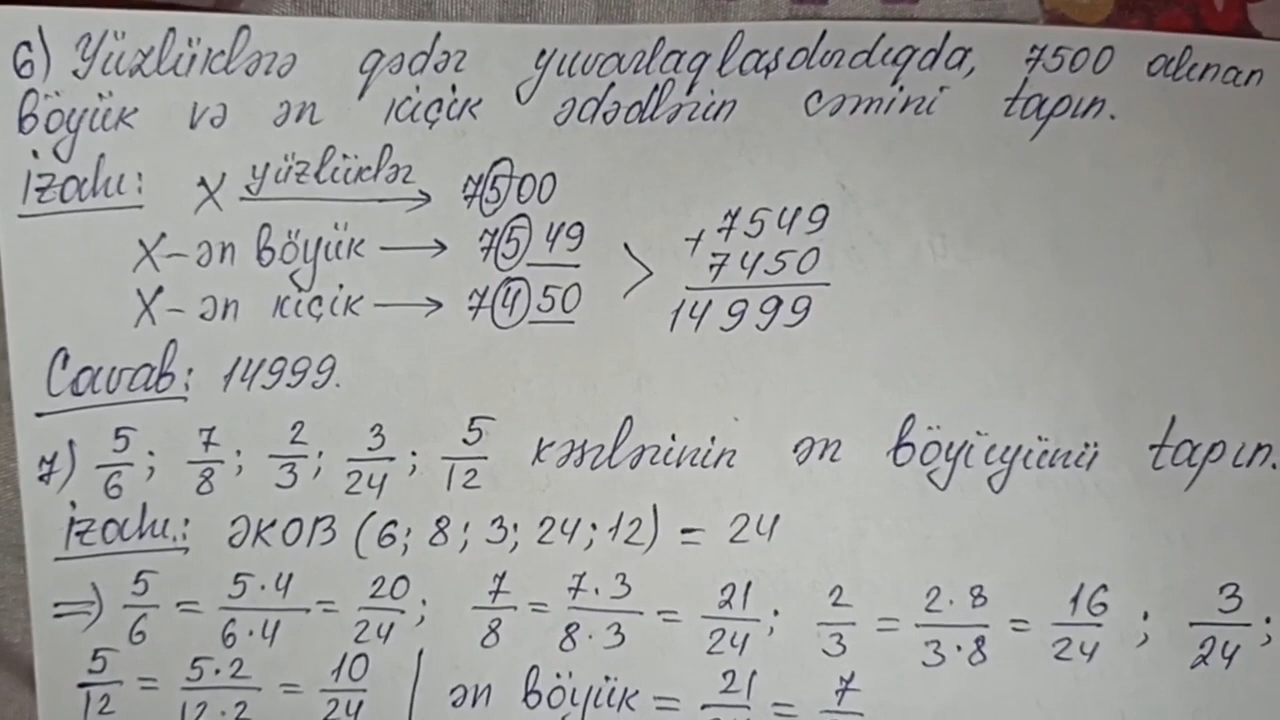 6) Yüzlüklərə qədər yuvarlaqlaşdırdıqda, 7500 alınan
böyük və ən kiçik ədədlərin cəmini tapın.
İzahı: X yüzlüklər → 7500
X-ən böyük → 7549 > +7549
X-ən kiçik → 7450 7450
14999
Cavab: 14999.
7) 5/6; 7/8; 2/3; 3/24; 5/12 kəsrlərinin ən böyüyünü tapın.
İzahı: ƏKOB (6; 8; 3; 24; 12) = 24
⇒) 5/6 = 5·4/6·4 = 20/24; 7/8 = 7·3/8·3 = 21/24; 2/3 = 2·8/3·8 = 16/24; 3/24;
5/12 = 5·2/12·2 = 10/24 | ən böyük = 21/24 = 7